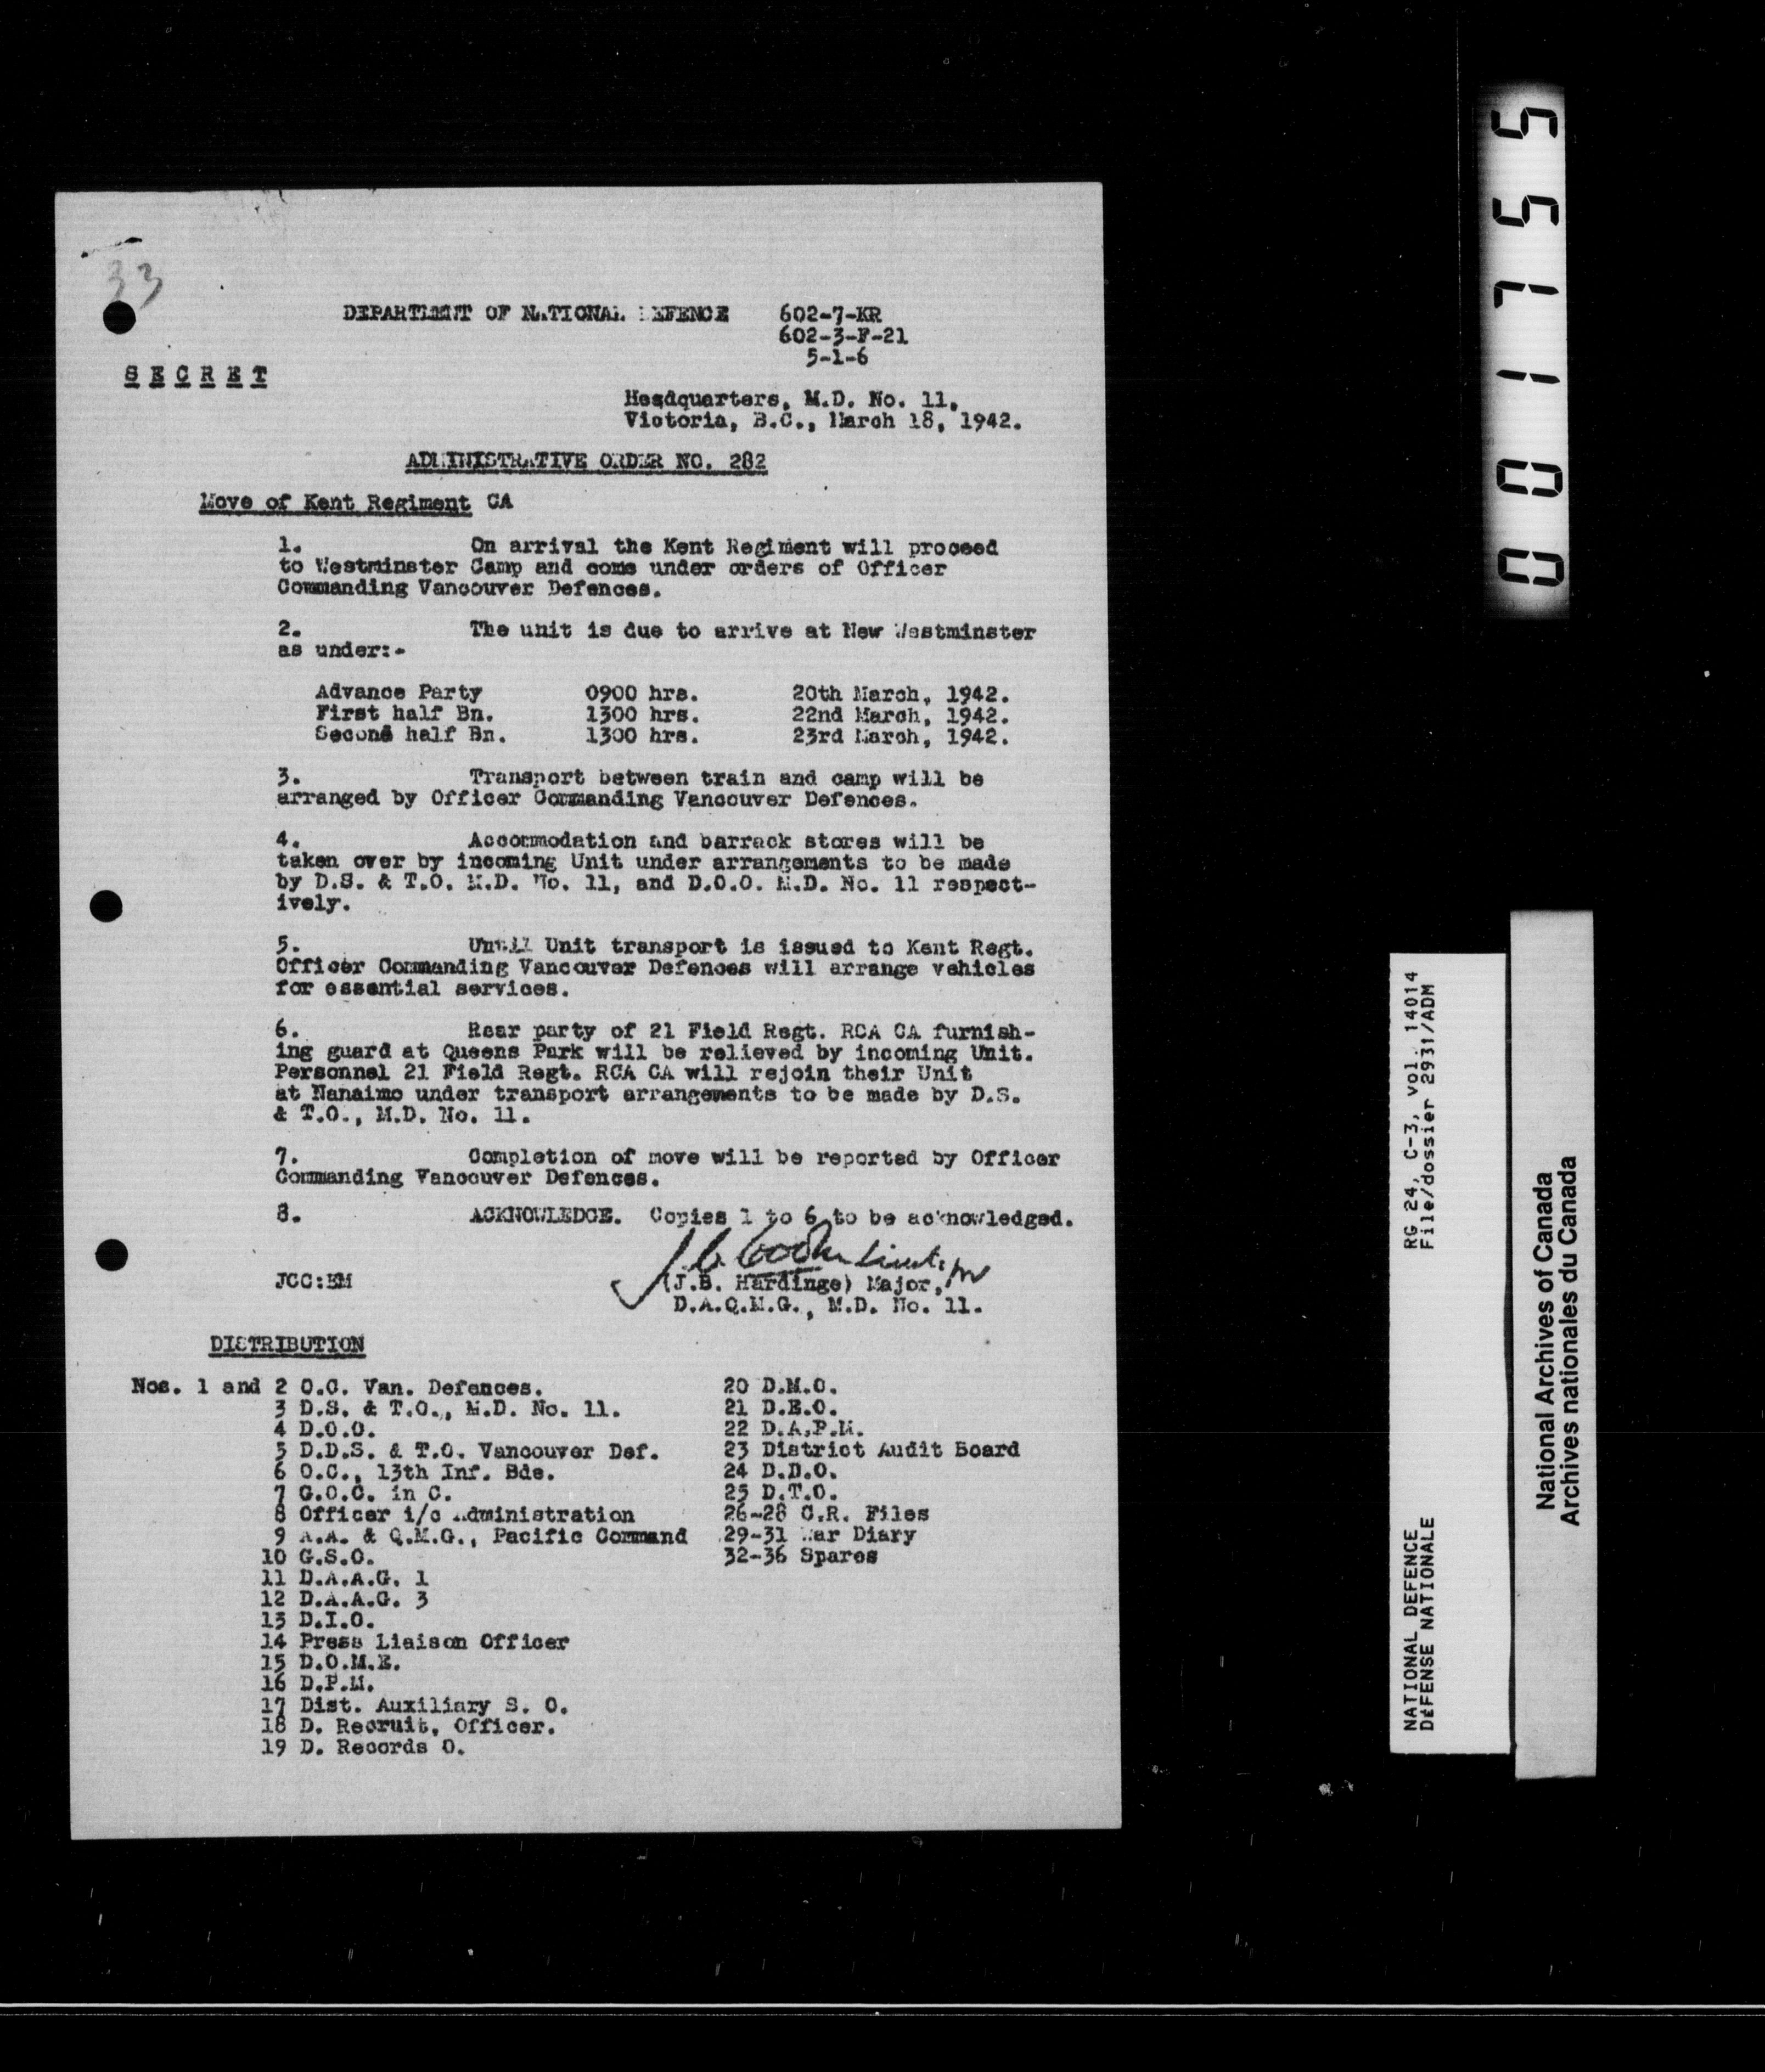 33
DEPARTMENT OF NATIONAL DEFENCE 602-7-KR
602-3-F-21
5-1-6
SECRET
Headquarters, M.D. No. 11,
Victoria, B.C., March 18, 1942.
ADMINISTRATIVE ORDER NO. 282
Move of Kent Regiment CA
1. On arrival the Kent Regiment will proceed
to Westminster Camp and come under orders of Officer
Commanding Vancouver Defences.
2. The unit is due to arrive at New Westminster
as under:-
Advance Party 0900 hrs. 20th March, 1942.
First half Bn. 1300 hrs. 22nd March, 1942.
Second half Bn. 1300 hrs. 23rd March, 1942.
3. Transport between train and camp will be
arranged by Officer Commanding Vancouver Defences.
4. Accommodation and barrack stores will be
taken over by incoming Unit under arrangements to be made
by D.S. & T.O. M.D. No. 11, and D.O.O. M.D. No. 11 respect-
ively.
5. Until Unit transport is issued to Kent Regt.
Officer Commanding Vancouver Defences will arrange vehicles
for essential services.
6. Rear party of 21 Field Regt. RCA CA furnish-
ing guard at Queens Park will be relieved by incoming Unit.
Personnel 21 Field Regt. RCA CA will rejoin their Unit
at Nanaimo under transport arrangements to be made by D.S.
& T.O., M.D. No. 11.
7. Completion of move will be reported by Officer
Commanding Vancouver Defences.
8. ACKNOWLEDGE. Copies 1 to 6 to be acknowledged.
JCC:EM (J.B. Hardinge) Major,
D.A.Q.M.G., M.D. No. 11.
DISTRIBUTION
Nos. 1 and 2 O.C. Van. Defences.
3 D.S. & T.O., M.D. No. 11.
4 D.O.O.
5 D.D.S. & T.O. Vancouver Def.
6 O.C., 13th Inf. Bde.
7 G.O.C. in C.
8 Officer i/c Administration
9 A.A. & Q.M.G., Pacific Command
10 G.S.O.
11 D.A.A.G. 1
12 D.A.A.G. 3
13 D.I.O.
14 Press Liaison Officer
15 D.O.M.E.
16 D.P.M.
17 Dist. Auxiliary S. O.
18 D. Recruit. Officer.
19 D. Records O.
20 D.M.O.
21 D.E.O.
22 D.A.P.M.
23 District Audit Board
24 D.D.O.
25 D.T.O.
26-28 C.R. Files
29-31 War Diary
32-36 Spares
001755
NATIONAL DEFENCE RG 24, C-3, vol. 14014
DéFENSE NATIONALE File/dossier 2931/ADM
National Archives of Canada
Archives nationales du Canada